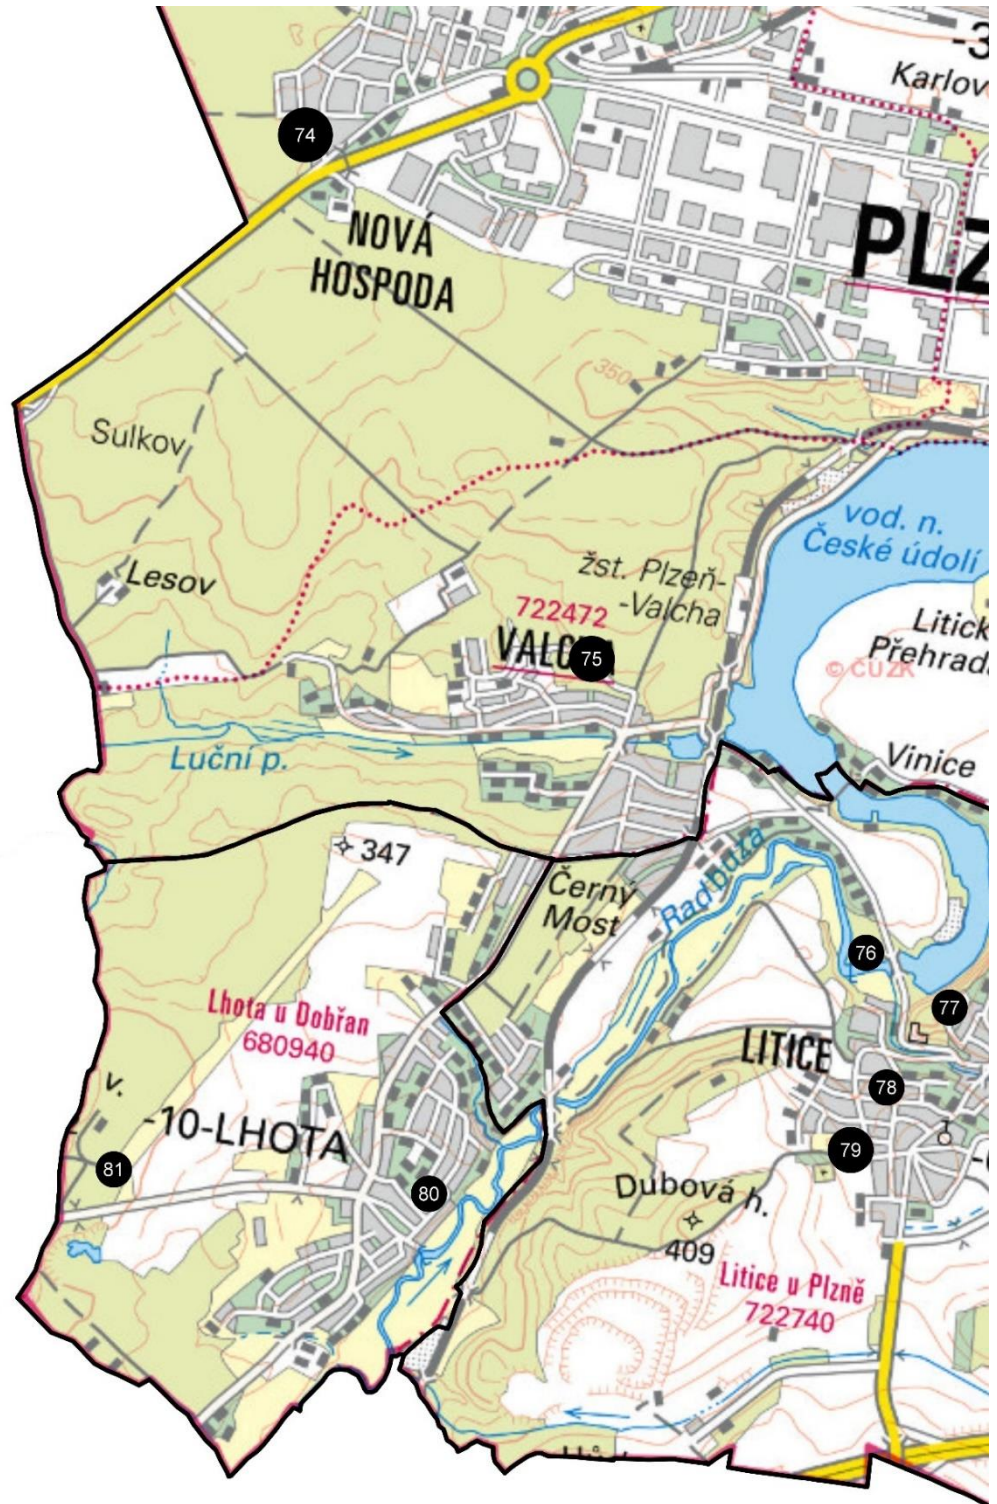 -3
Karlov
74
PLZ
NOVÁ
HOSPODA
350
Sulkov
vod. n.
České údolí
Lesov
žst. Plzeň-
-Valcha
722472
VALC
75
Litick
Přehrad
© ČÚZK
Luční p.
Vinice
347
Černý
Most
Radbuza
76
Lhota u Dobřan
680940
77
LITICE
v.
78
-10-LHOTA
79
81
80
Dubová h.
409
Litice u Plzně
722740